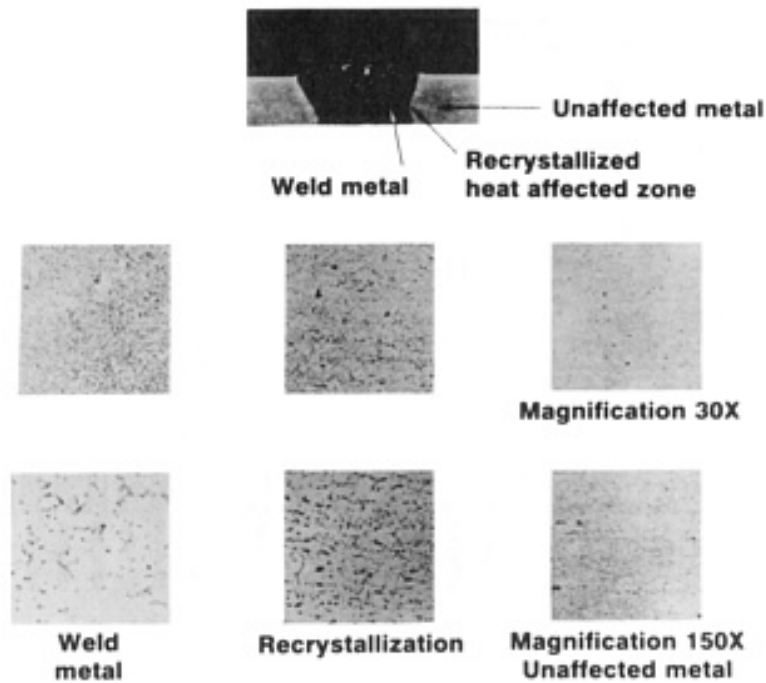 Unaffected metal
Recrystallized
heat affected zone
Weld metal
Magnification 30X
Weld
metal
Recrystallization
Magnification 150X
Unaffected metal